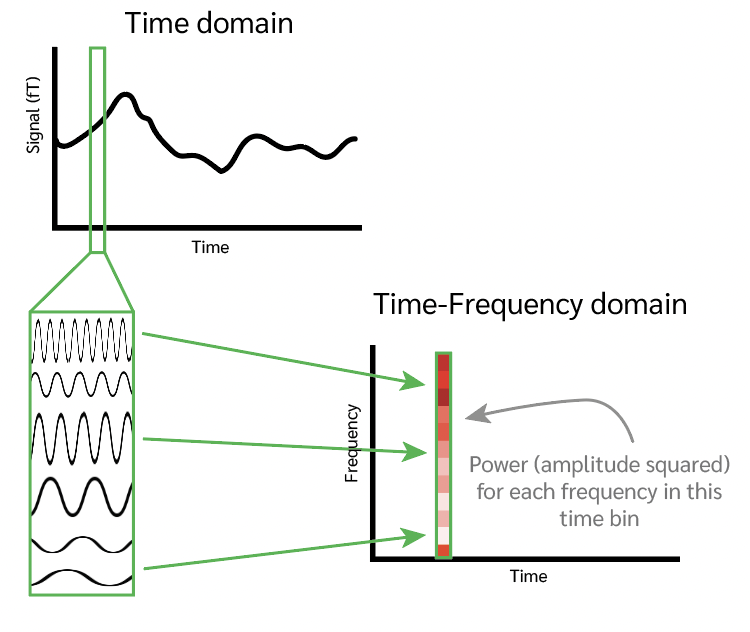 Time domain
Signal (fT)
Time
Time-Frequency domain
Frequency
Power (amplitude squared)
for each frequency in this
time bin
Time